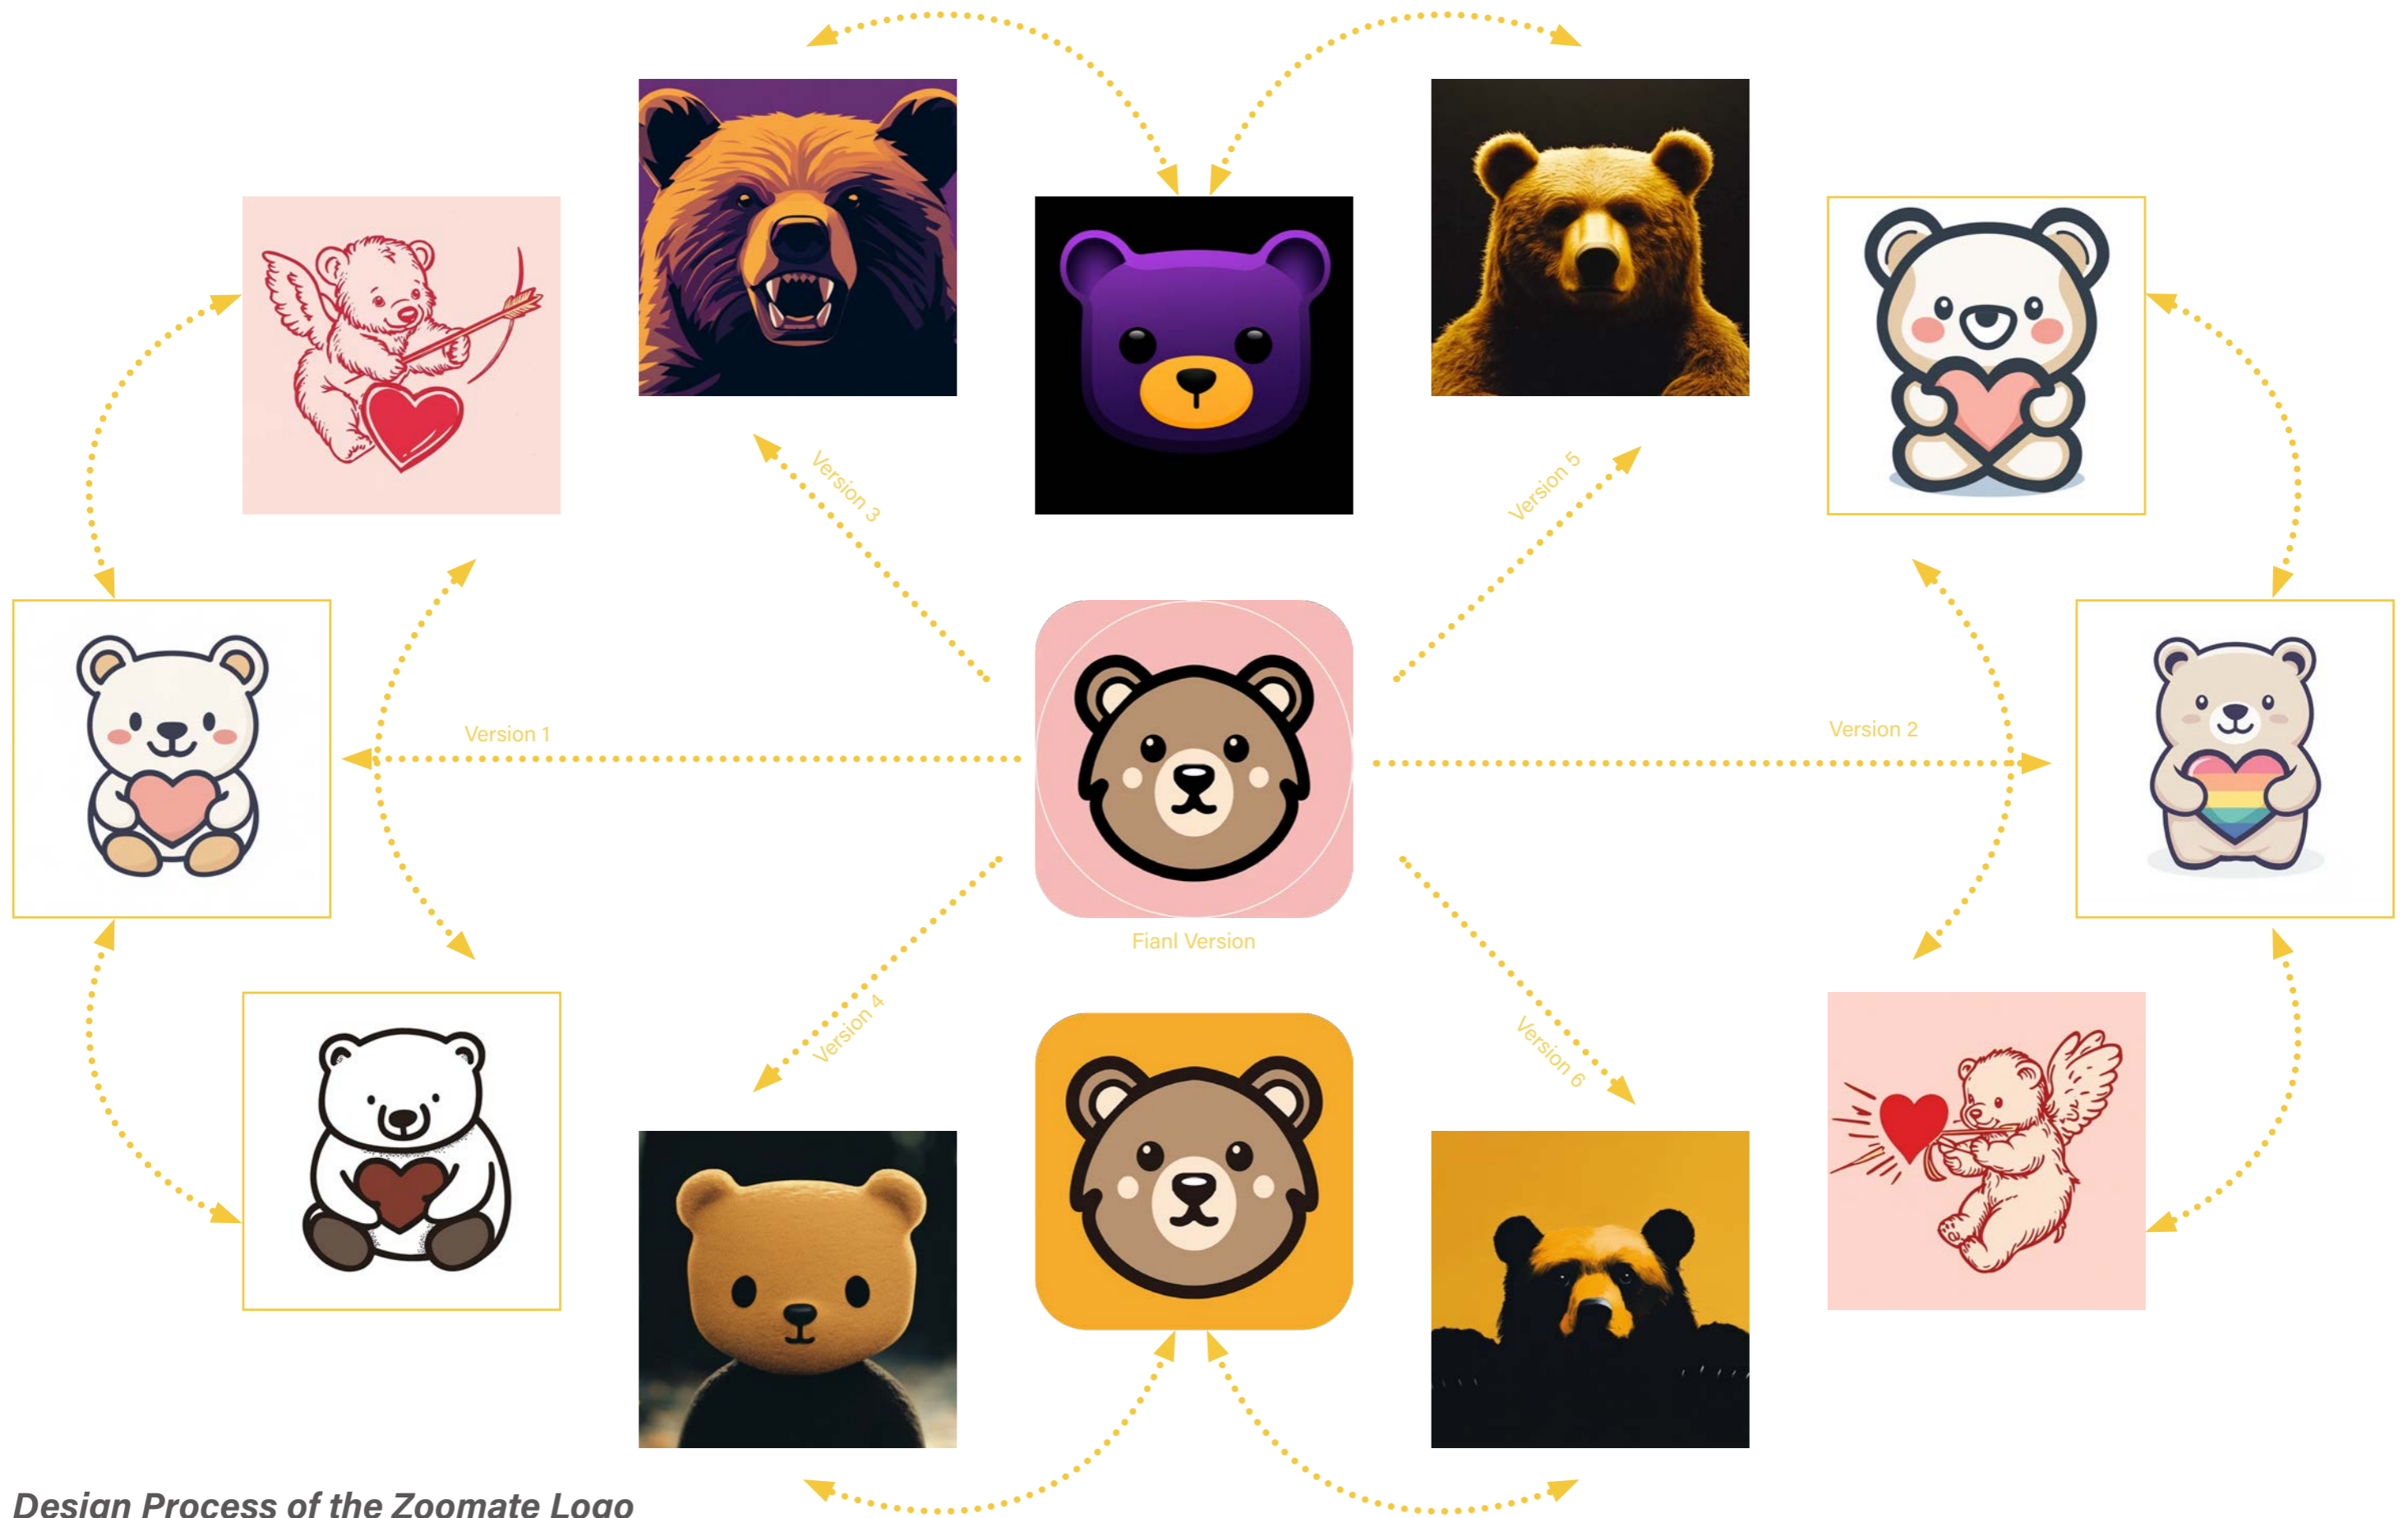 Version 3
Version 5
Version 1
Version 2
Fianl Version
Version 4
Version 6
Design Process of the Zoomate Logo